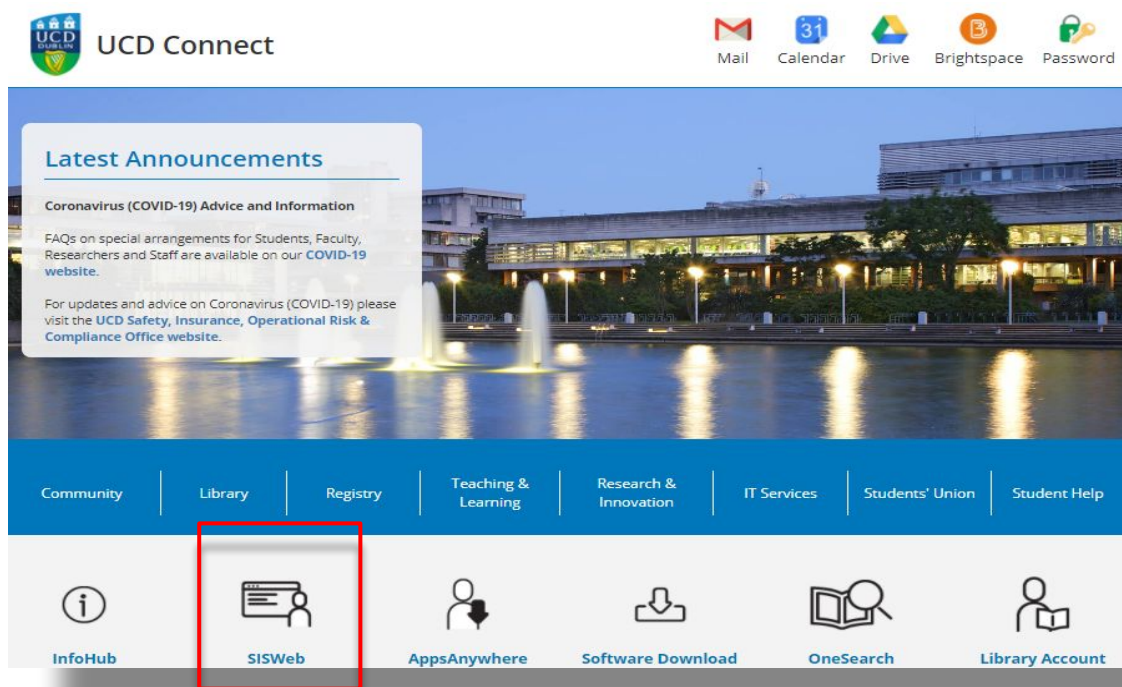 UCD
DUBLIN
UCD Connect
31
Mail
Calendar
Drive
Brightspace
Password
Latest Announcements
Coronavirus (COVID-19) Advice and Information
FAQs on special arrangements for Students, Faculty,
Researchers and Staff are available on our COVID-19
website.
For updates and advice on Coronavirus (COVID-19) please
visit the UCD Safety, Insurance, Operational Risk &
Compliance Office website.
Community
Library
Registry
Teaching &
Learning
Research &
Innovation
IT Services
Students' Union
Student Help
InfoHub
SISWeb
AppsAnywhere
Software Download
OneSearch
Library Account